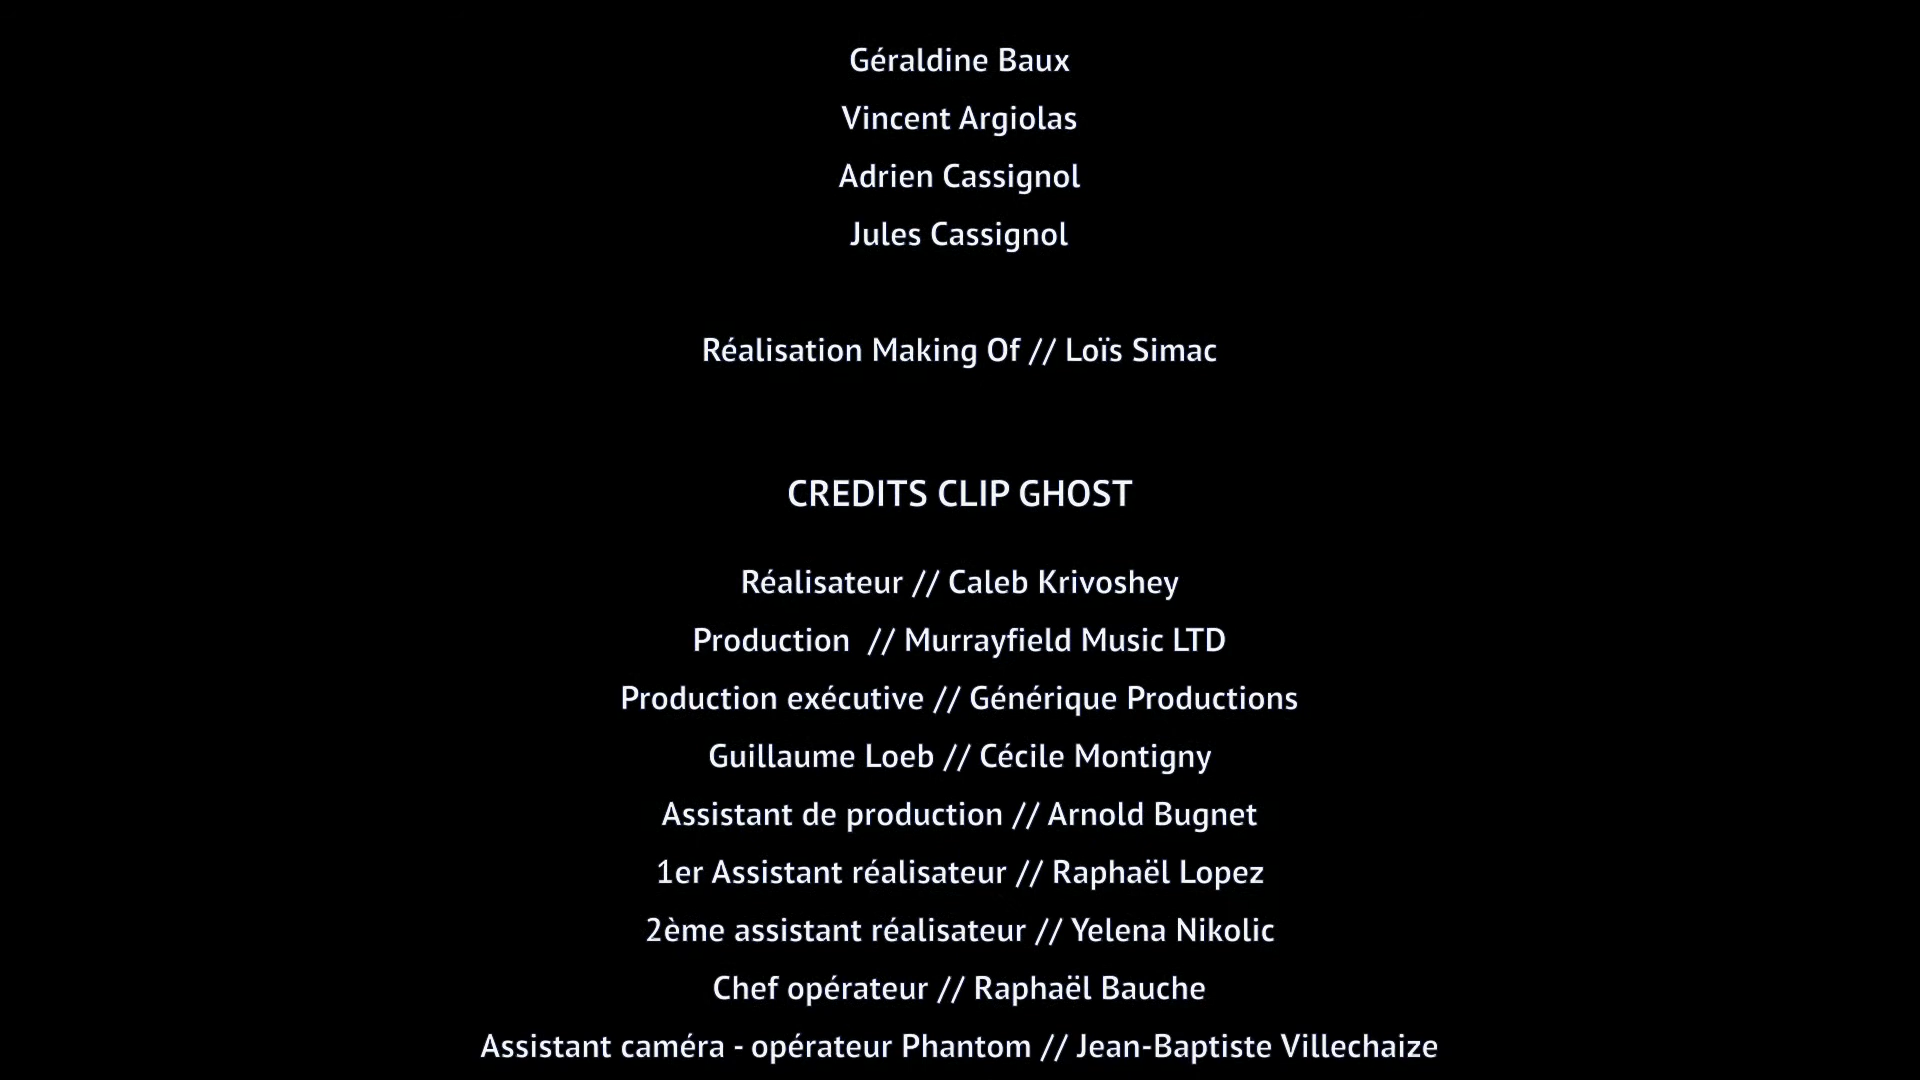 Géraldine Baux
Vincent Argiolas
Adrien Cassignol
Jules Cassignol
Réalisation Making Of // Loïs Simac
CREDITS CLIP GHOST
Réalisateur // Caleb Krivoshey
Production  // Murrayfield Music LTD
Production exécutive // Générique Productions
Guillaume Loeb // Cécile Montigny
Assistant de production // Arnold Bugnet
1er Assistant réalisateur // Raphaël Lopez
2ème assistant réalisateur // Yelena Nikolic
Chef opérateur // Raphaël Bauche
Assistant caméra - opérateur Phantom // Jean-Baptiste Villechaize